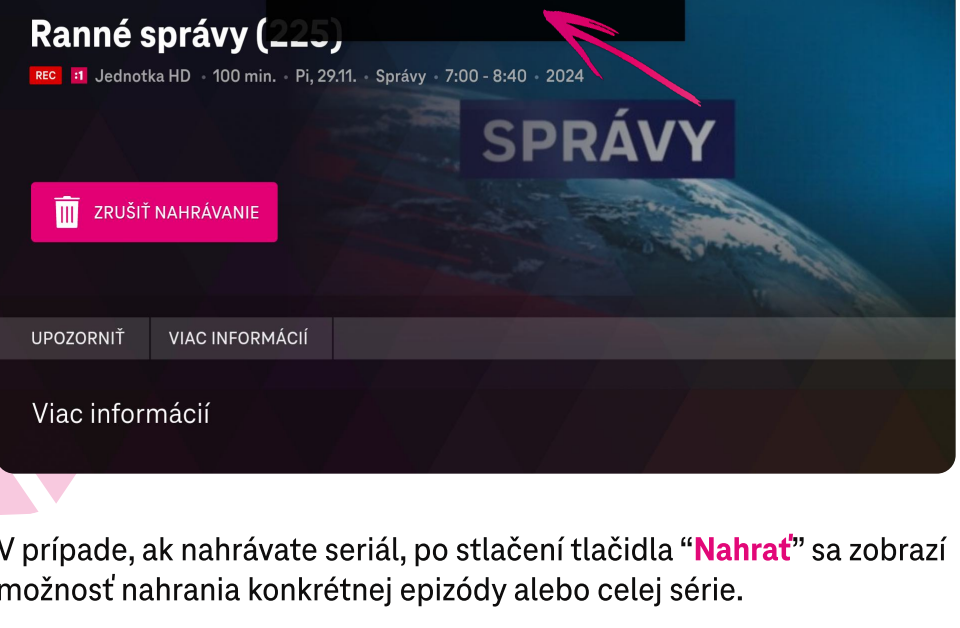 Ranné správy (225)
REC :1 Jednotka HD • 100 min. • Pi, 29.11. • Správy • 7:00 - 8:40 • 2024
SPRÁVY
ZRUŠIŤ NAHRÁVANIE
UPOZORNIŤ VIAC INFORMÁCIÍ
Viac informácií
V prípade, ak nahrávate seriál, po stlačení tlačidla “Nahrať” sa zobrazí
možnosť nahrania konkrétnej epizódy alebo celej série.